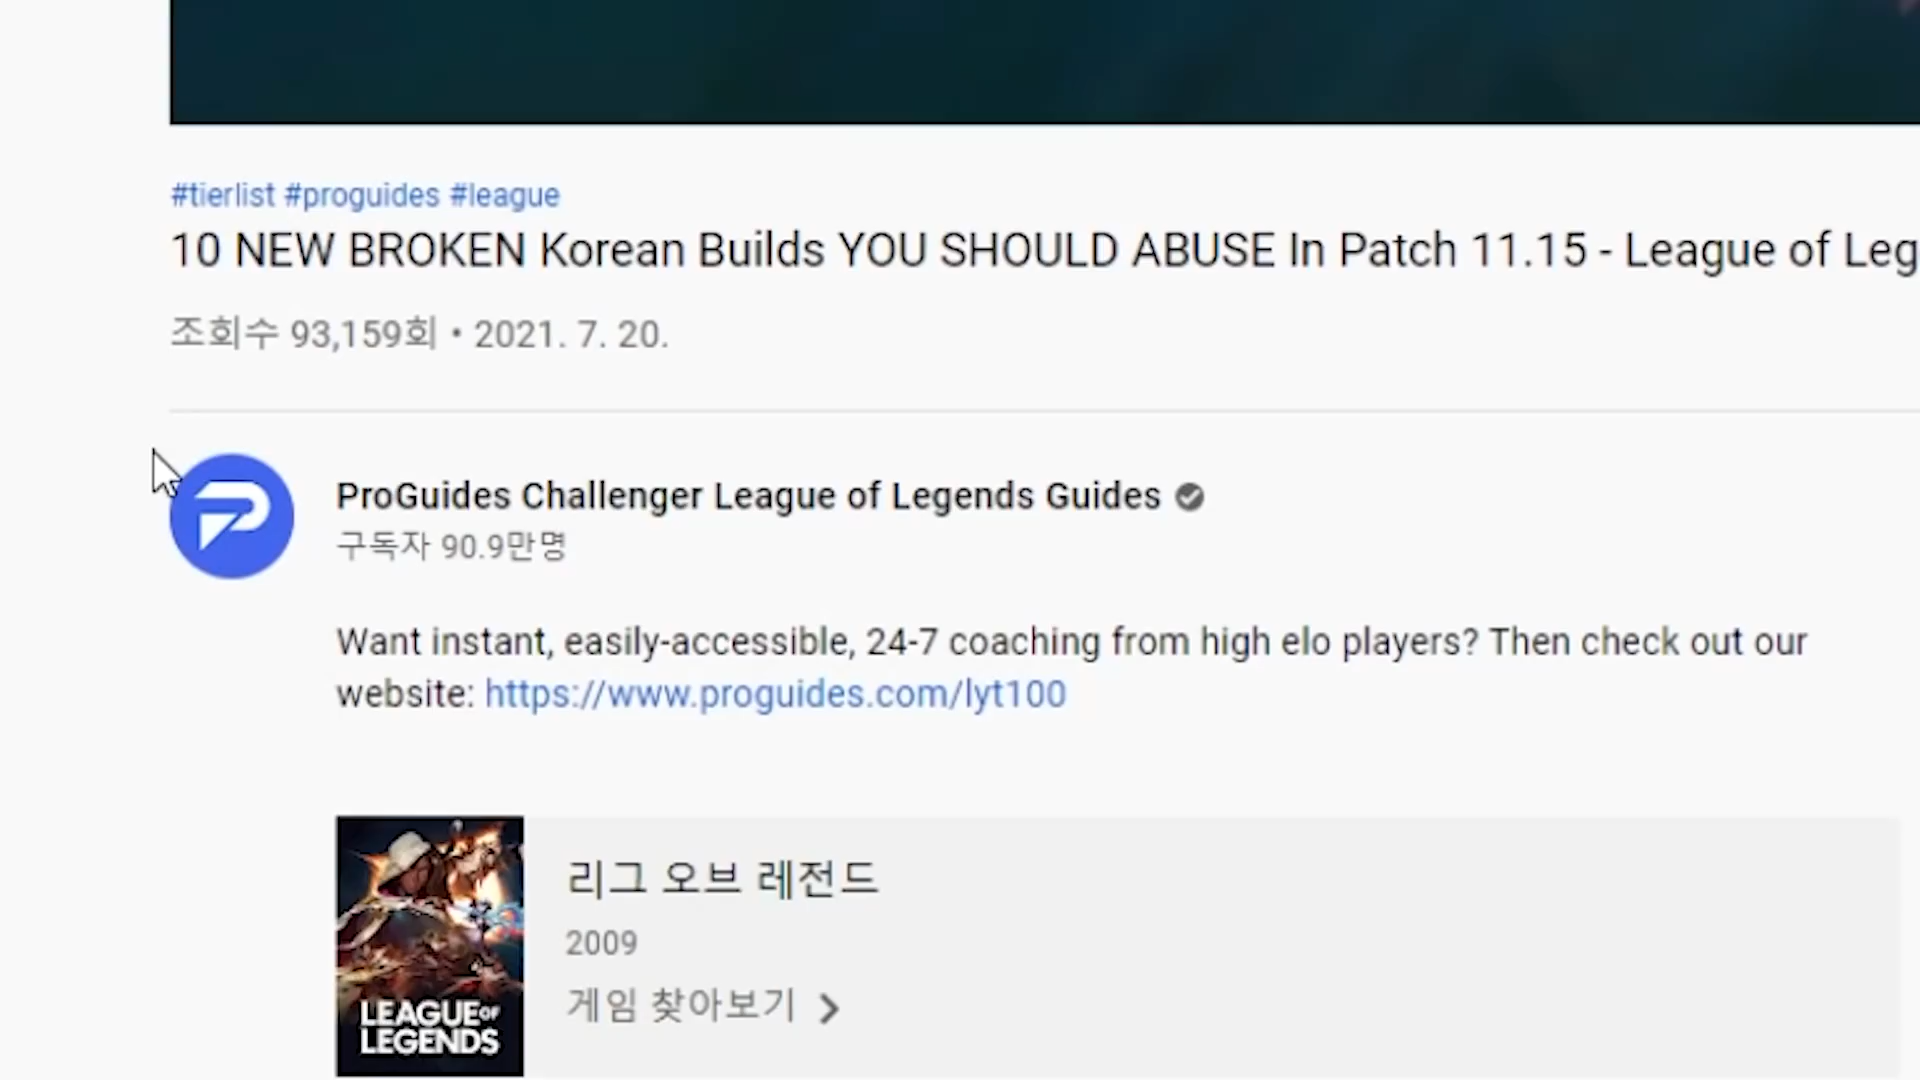 #tierlist #proguides #league
10 NEW BROKEN Korean Builds YOU SHOULD ABUSE In Patch 11.15 - League of Leg
조회수 93,159회 • 2021. 7. 20.
ProGuides Challenger League of Legends Guides
구독자 90.9만명
Want instant, easily-accessible, 24-7 coaching from high elo players? Then check out our
website: https://www.proguides.com/lyt100
리그 오브 레전드
2009
게임 찾아보기
LEAGUE OF
LEGENDS